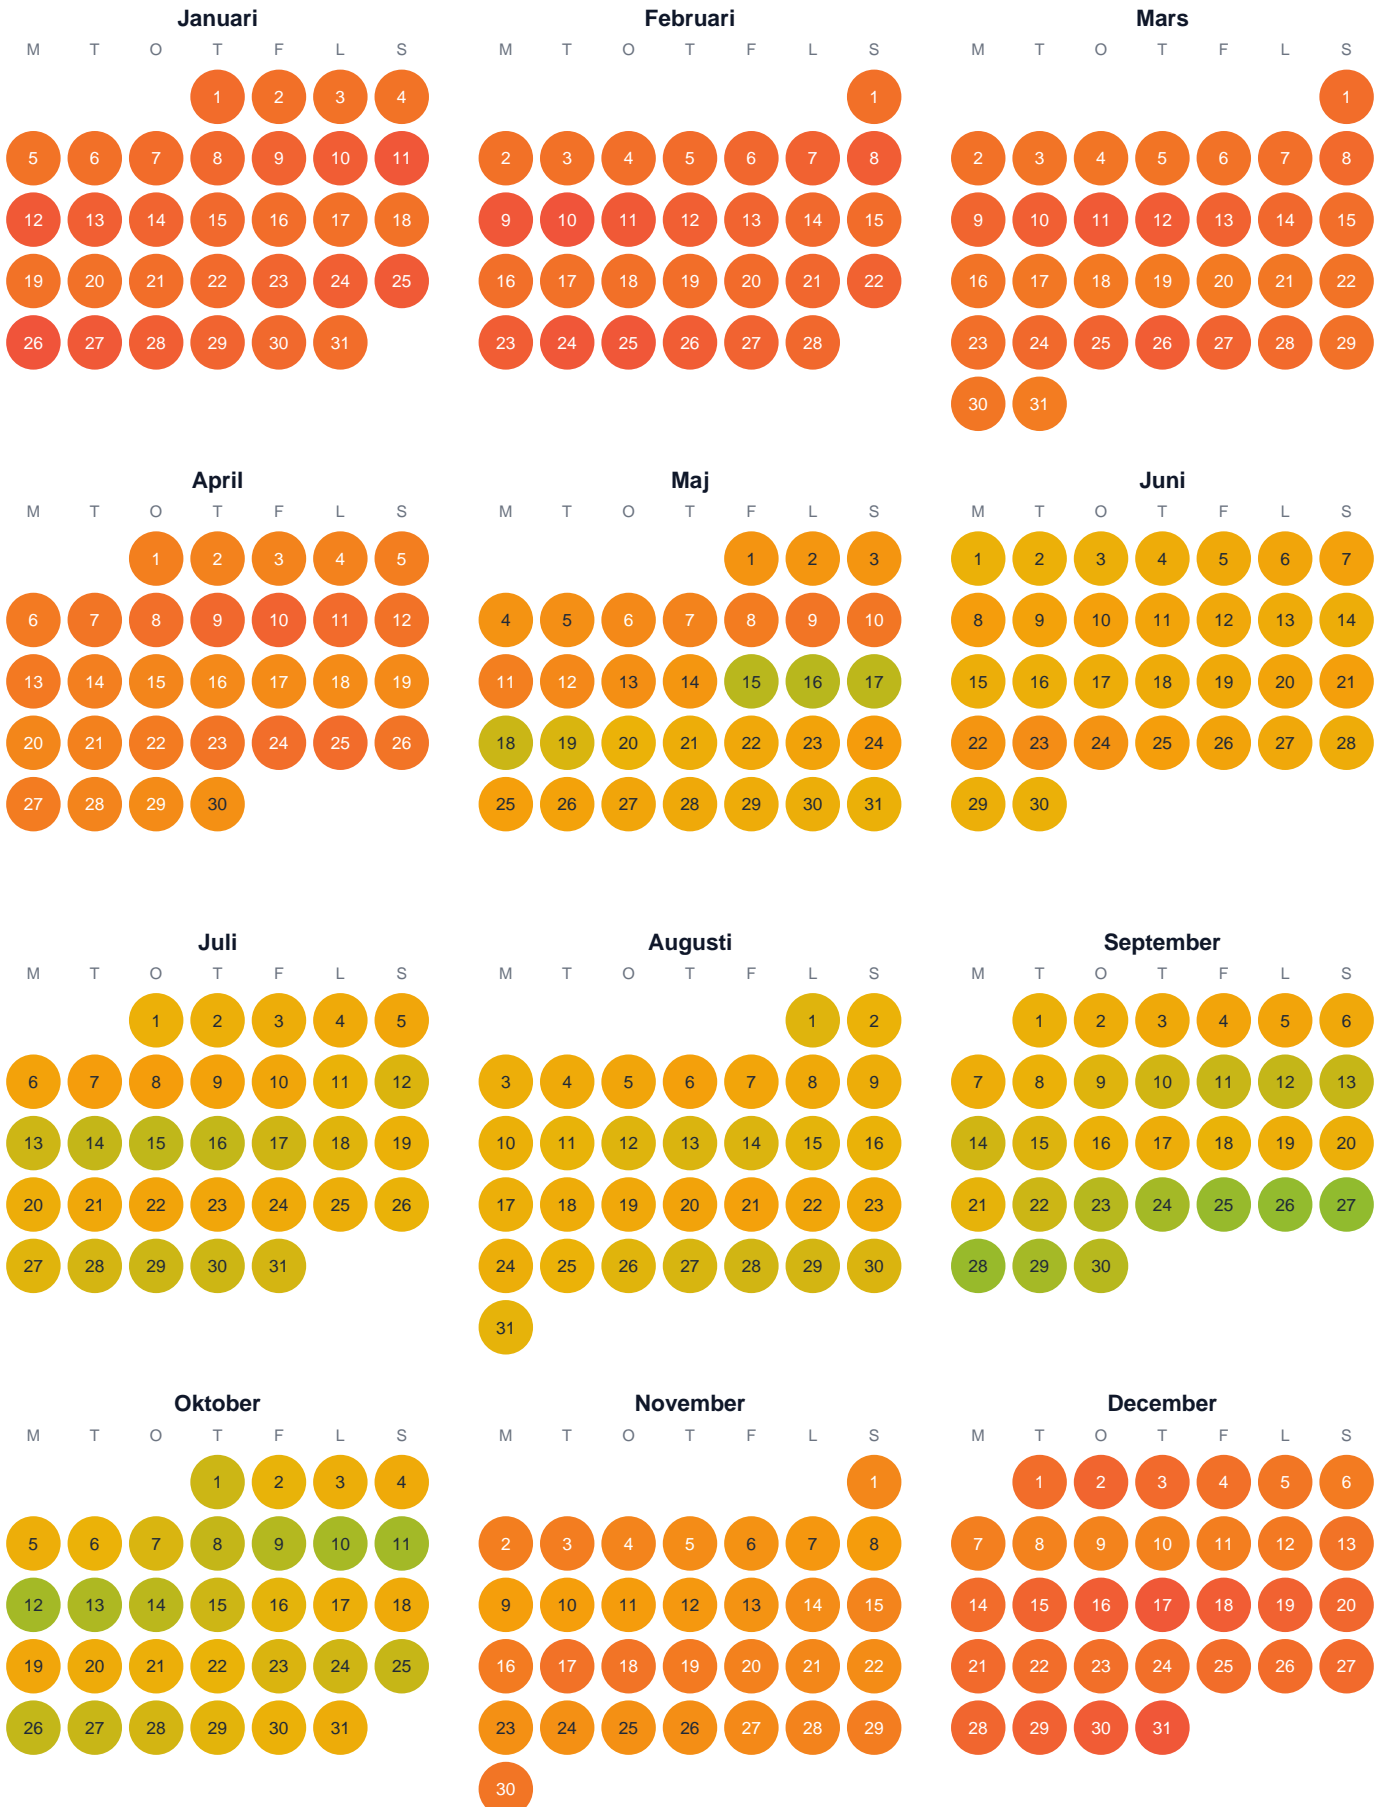 Januari Februari Mars
M T O T F L S M T O T F L S M T O T F L S
1 2 3 4 1 1
5 6 7 8 9 10 11 2 3 4 5 6 7 8 2 3 4 5 6 7 8
12 13 14 15 16 17 18 9 10 11 12 13 14 15 9 10 11 12 13 14 15
19 20 21 22 23 24 25 16 17 18 19 20 21 22 16 17 18 19 20 21 22
26 27 28 29 30 31 23 24 25 26 27 28 23 24 25 26 27 28 29
30 31
April Maj Juni
M T O T F L S M T O T F L S M T O T F L S
1 2 3 4 5 1 2 3 1 2 3 4 5 6 7
6 7 8 9 10 11 12 4 5 6 7 8 9 10 8 9 10 11 12 13 14
13 14 15 16 17 18 19 11 12 13 14 15 16 17 15 16 17 18 19 20 21
20 21 22 23 24 25 26 18 19 20 21 22 23 24 22 23 24 25 26 27 28
27 28 29 30 25 26 27 28 29 30 31 29 30
Juli Augusti September
M T O T F L S M T O T F L S M T O T F L S
1 2 3 4 5 1 2 1 2 3 4 5 6
6 7 8 9 10 11 12 3 4 5 6 7 8 9 7 8 9 10 11 12 13
13 14 15 16 17 18 19 10 11 12 13 14 15 16 14 15 16 17 18 19 20
20 21 22 23 24 25 26 17 18 19 20 21 22 23 21 22 23 24 25 26 27
27 28 29 30 31 24 25 26 27 28 29 30 28 29 30
31
Oktober November December
M T O T F L S M T O T F L S M T O T F L S
1 2 3 4 1 1 2 3 4 5 6
5 6 7 8 9 10 11 2 3 4 5 6 7 8 7 8 9 10 11 12 13
12 13 14 15 16 17 18 9 10 11 12 13 14 15 14 15 16 17 18 19 20
19 20 21 22 23 24 25 16 17 18 19 20 21 22 21 22 23 24 25 26 27
26 27 28 29 30 31 23 24 25 26 27 28 29 28 29 30 31
30